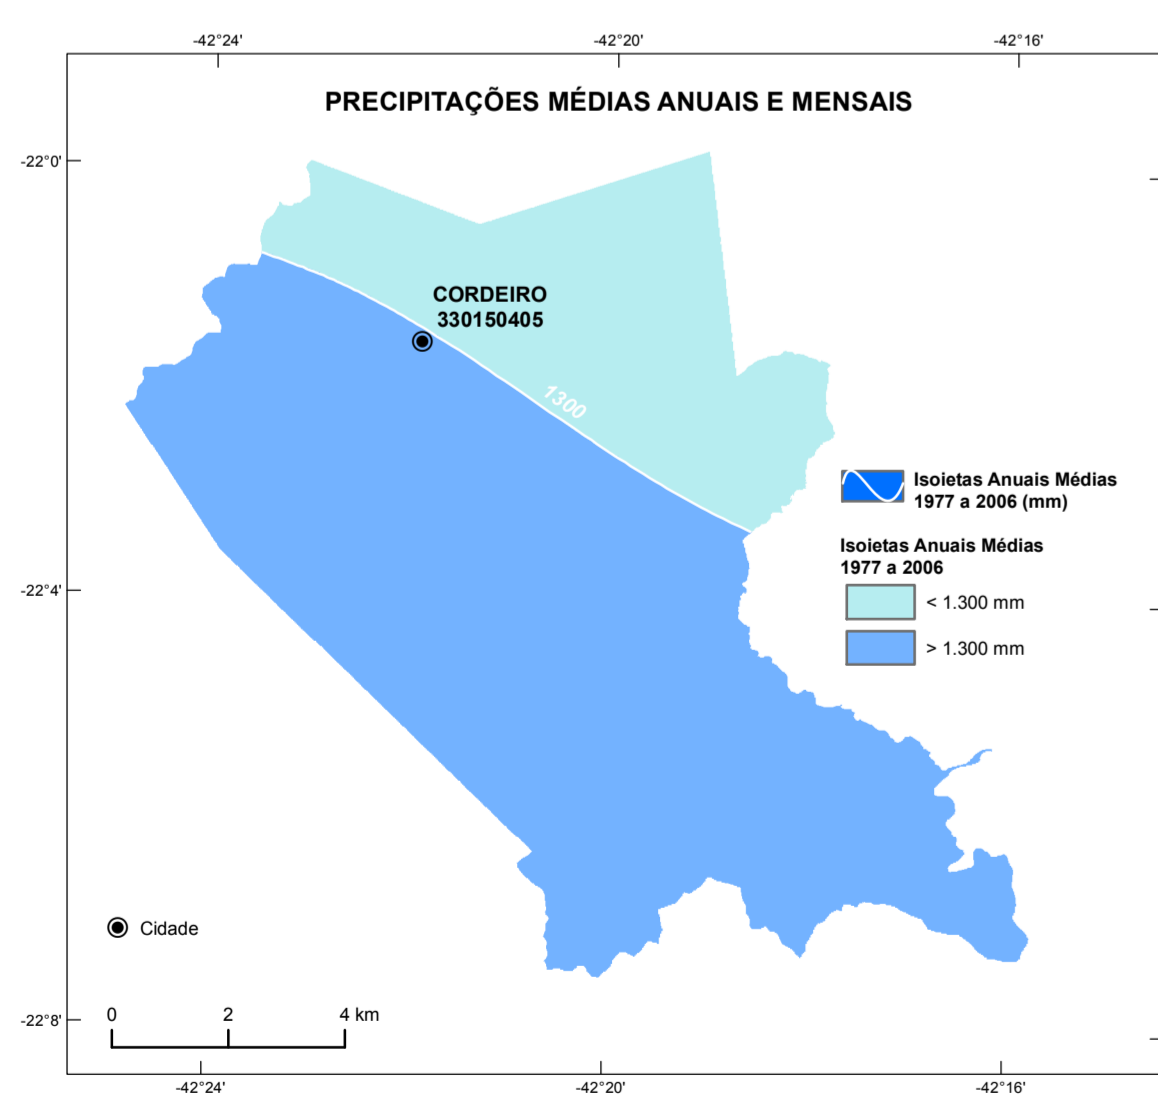 -42°24' -42°20' -42°16'
PRECIPITAÇÕES MÉDIAS ANUAIS E MENSAIS
-22°0'
CORDEIRO
330150405
1300
Isoietas Anuais Médias
1977 a 2006 (mm)
Isoietas Anuais Médias
1977 a 2006
-22°4'
< 1.300 mm
> 1.300 mm
Cidade
0 2 4 km
-22°8'
-42°24' -42°20' -42°16'